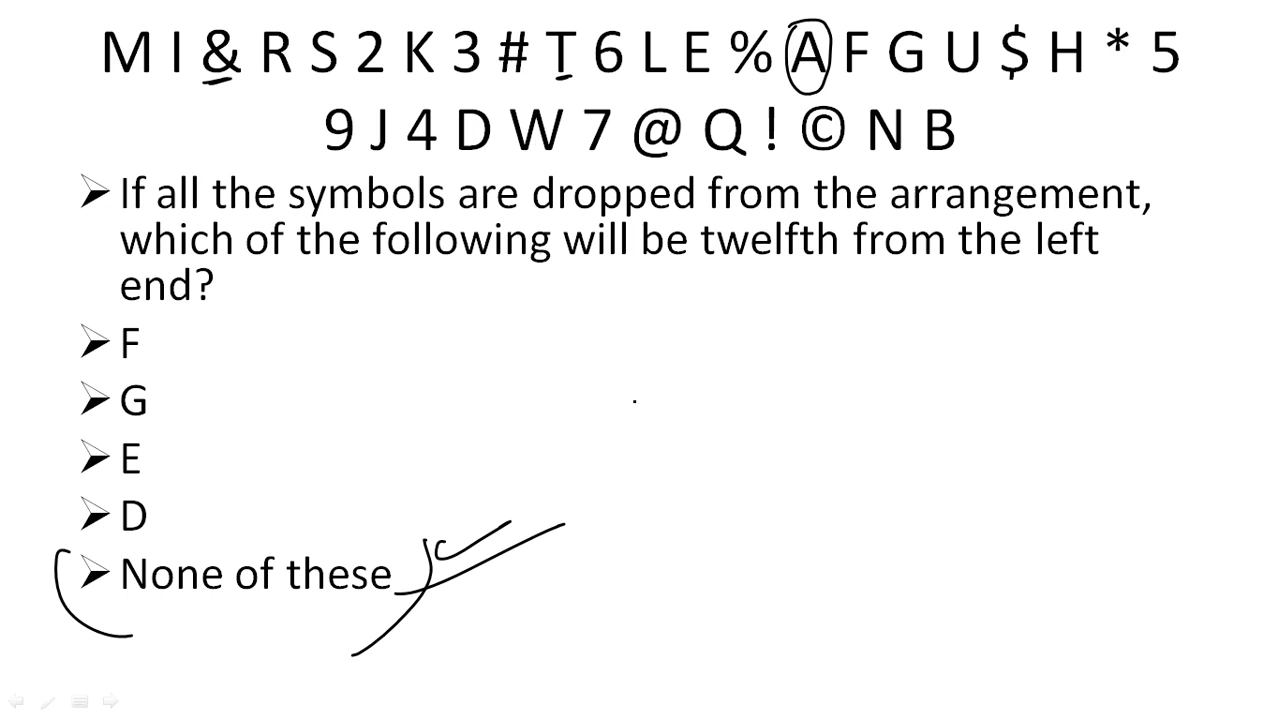 M I & R S 2 K 3 # T 6 L E % A F G U $ H * 5
9 J 4 D W 7 @ Q ! © N B
If all the symbols are dropped from the arrangement,
which of the following will be twelfth from the left
end?
F
G
E
D
None of these